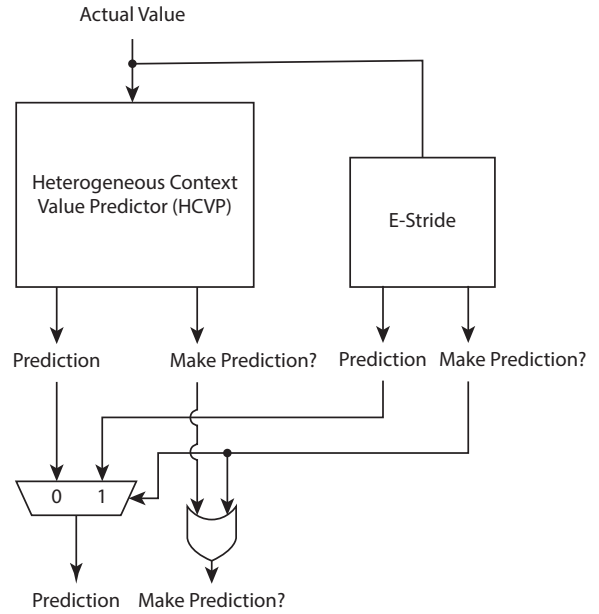 Actual Value
Heterogeneous Context
Value Predictor (HCVP)
E-Stride
Prediction
Make Prediction?
Prediction
Make Prediction?
0
1
Prediction
Make Prediction?